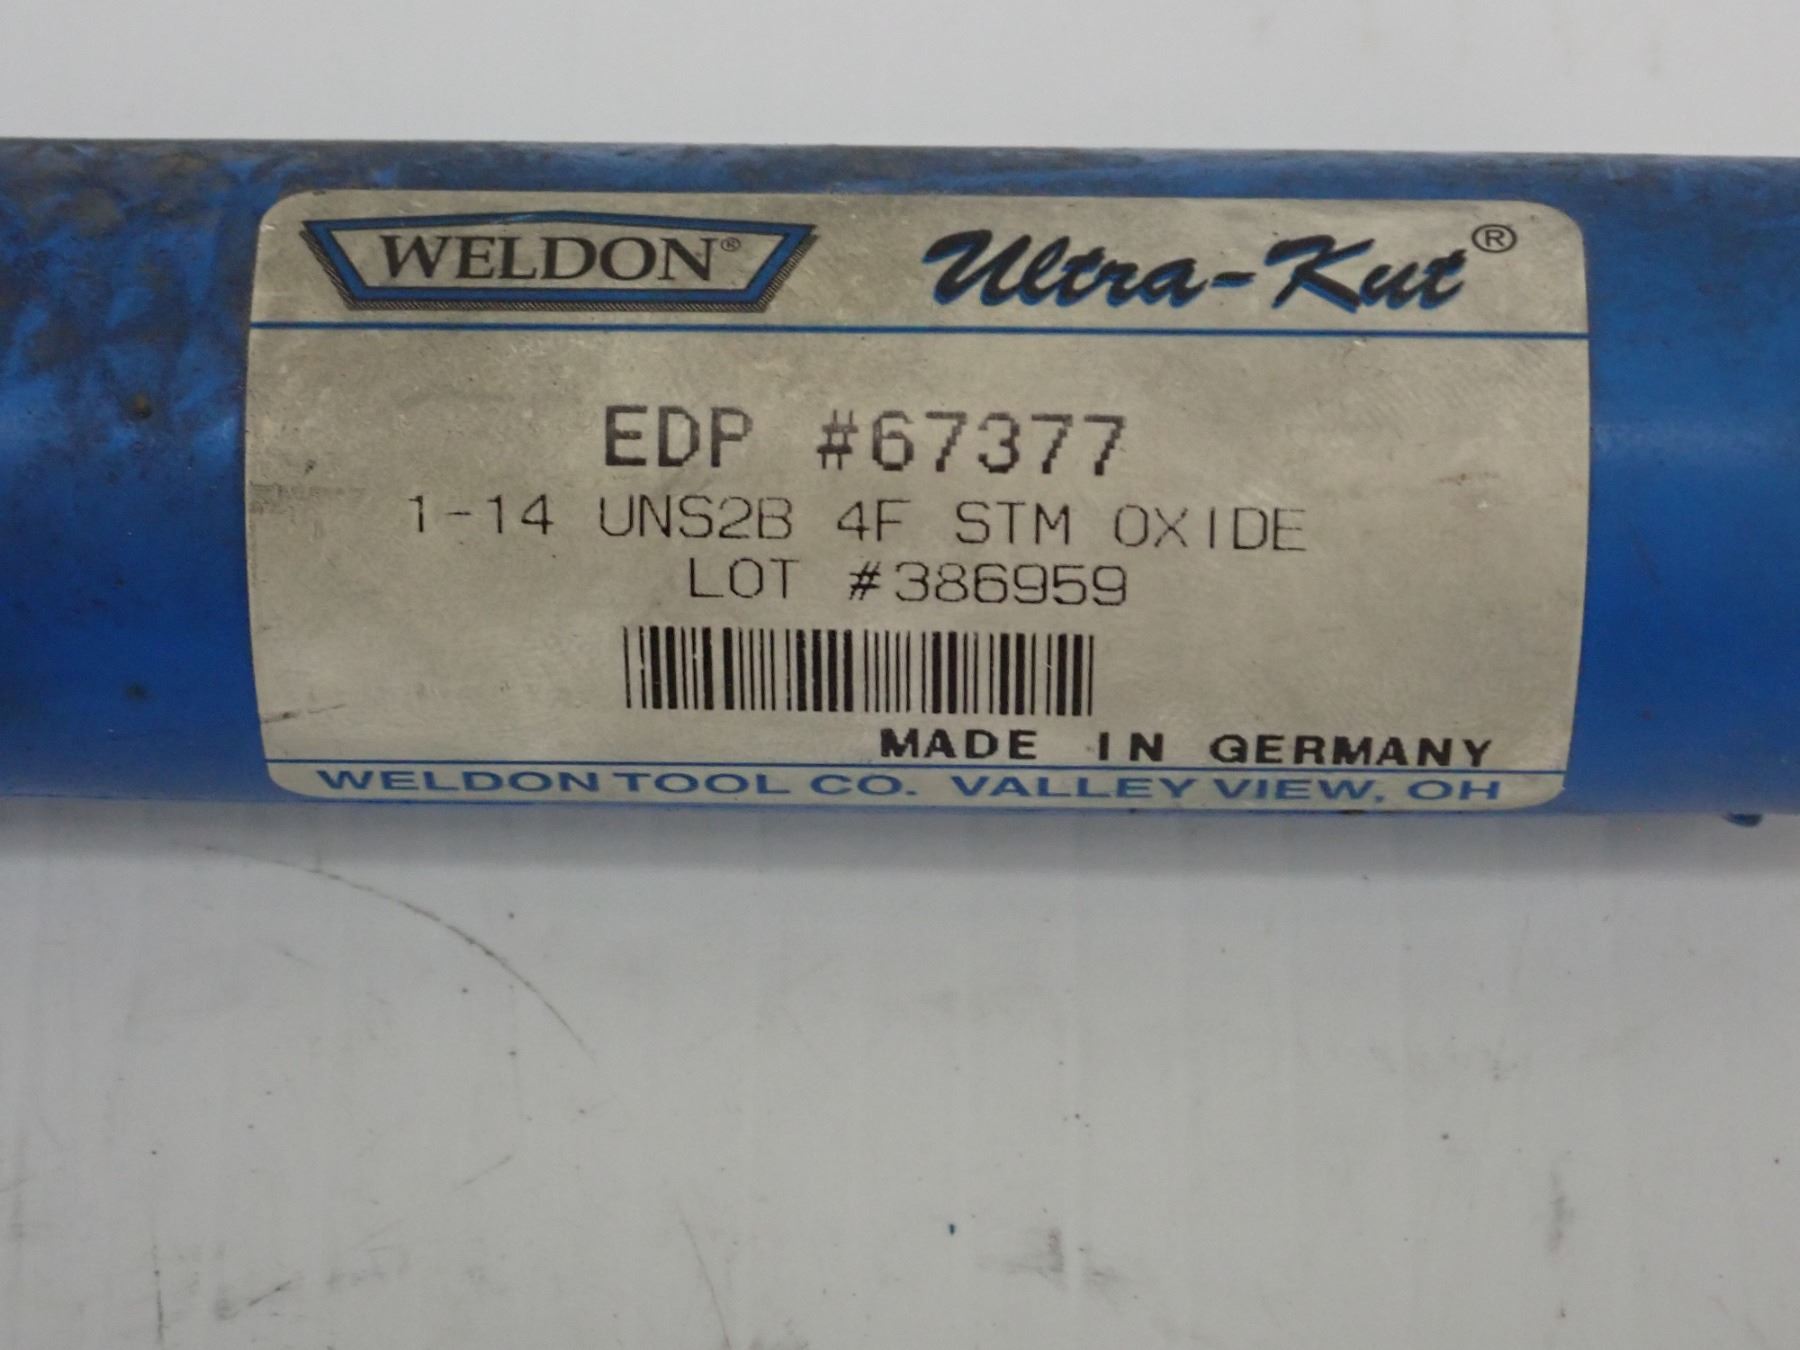 WELDON® Ultra-Kut®
EDP #67377
1-14 UNS2B 4F STM OXIDE
LOT #386959
MADE IN GERMANY
WELDON TOOL CO. VALLEY VIEW, OH